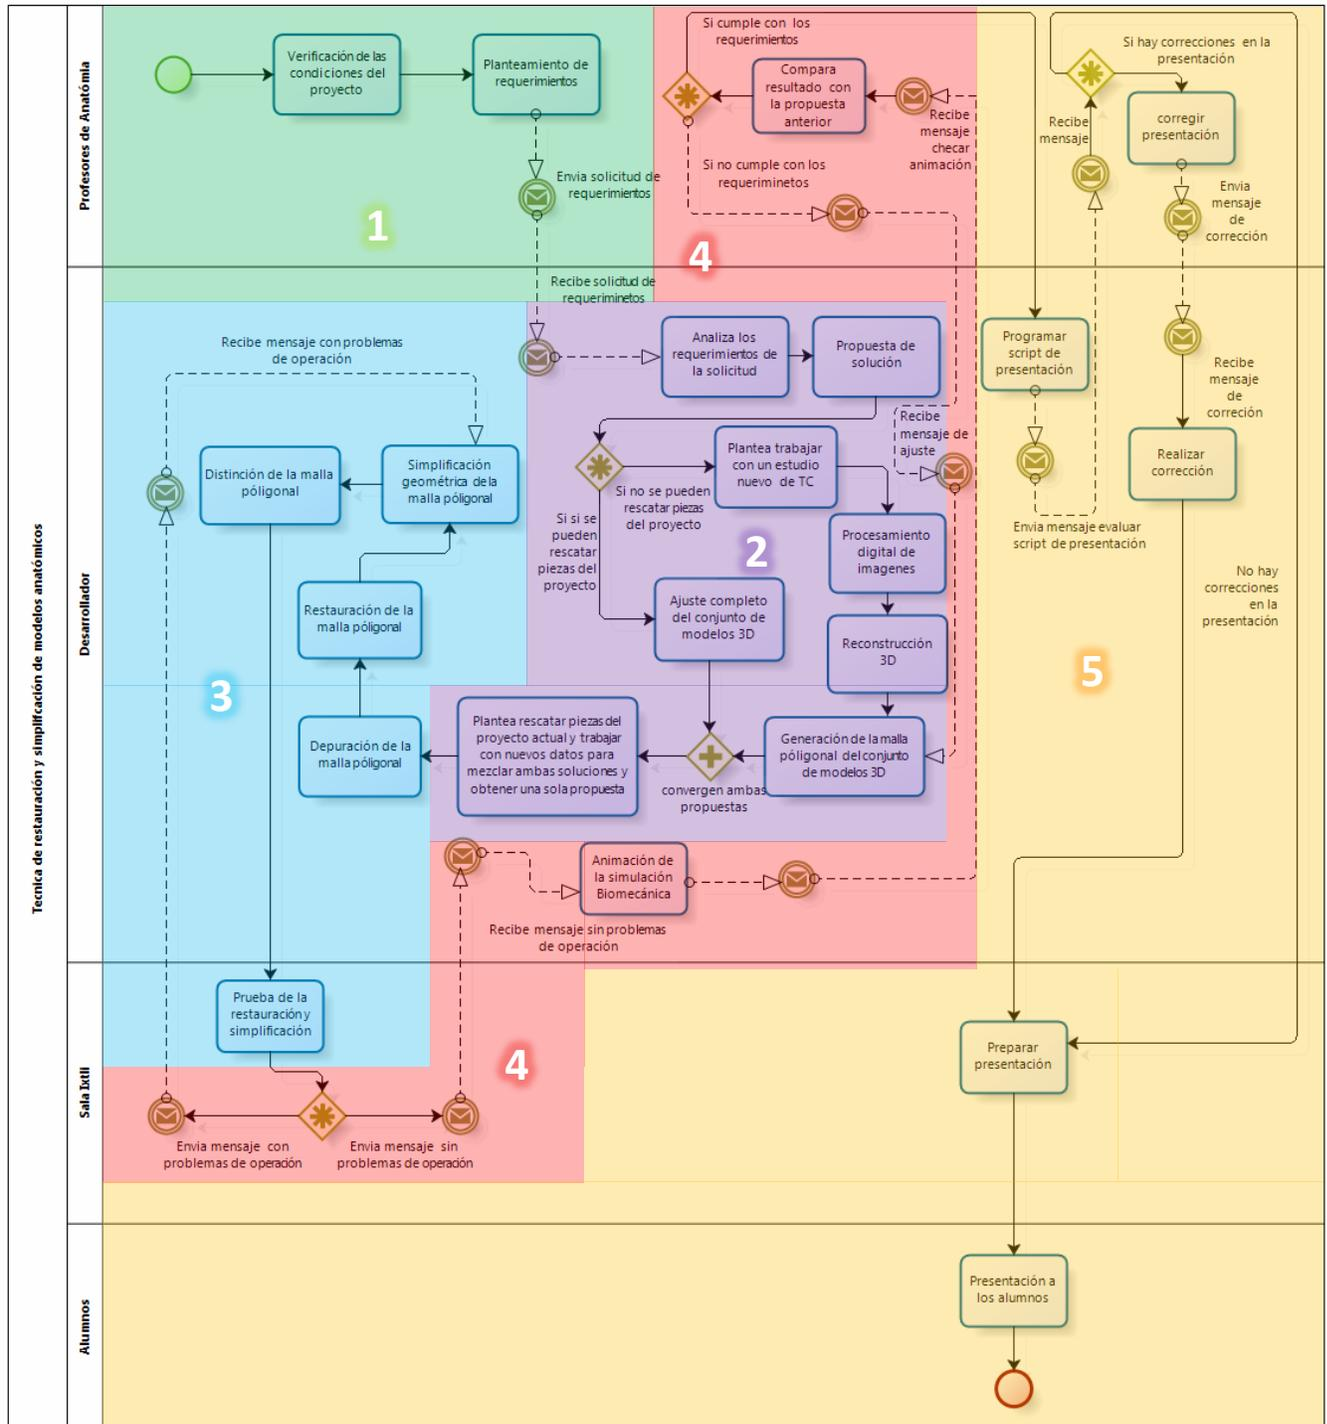 Tecnica de restauración y simplifcación de modelos anatómicos
Profesores de Anatómia
Verificación de las
condiciones del
proyecto
Planteamiento de
requerimientos
Envia solicitud de
requerimientos
1
Si cumple con los
requerimientos
Compara
resultado con
la propuesta
anterior
Recibe
mensaje
checar
animación
Si no cumple con los
requeriminetos
4
Si hay correcciones en la
presentación
Recibe
mensaje
corregir
presentación
Envia
mensaje
de
corrección
Desarrollador
Recibe solicitud de
requeriminetos
Recibe mensaje con problemas
de operación
Distinción de la malla
póligonal
Simplificación
geométrica de la
malla póligonal
Restauración de la
malla póligonal
3
Depuración de la
malla póligonal
Analiza los
requerimientos de
la solicitud
Propuesta de
solución
Recibe
mensaje de
ajuste
Plantea trabajar
con un estudio
nuevo de TC
Si no se pueden
rescatar piezas
del proyecto
Si si se
pueden
rescatar
piezas del
proyecto
2
Procesamiento
digital de
imagenes
Ajuste completo
del conjunto de
modelos 3D
Reconstrucción
3D
Plantea rescatar piezas del
proyecto actual y trabajar
con nuevos datos para
mezclar ambas soluciones y
obtener una sola propuesta
convergen ambas
propuestas
Generación de la malla
póligonal del conjunto
de modelos 3D
Animación de
la simulación
Biomecánica
Recibe mensaje sin problemas
de operación
Programar
script de
presentación
Envia mensaje evaluar
script de presentación
Recibe
mensaje
de
correción
Realizar
corrección
No hay
correcciones
en la
presentación
5
Sala Ixtli
Prueba de la
restauración y
simplificación
4
Envia mensaje con
problemas de operación
Envia mensaje sin
problemas de operación
Preparar
presentación
Alumnos
Presentación a
los alumnos